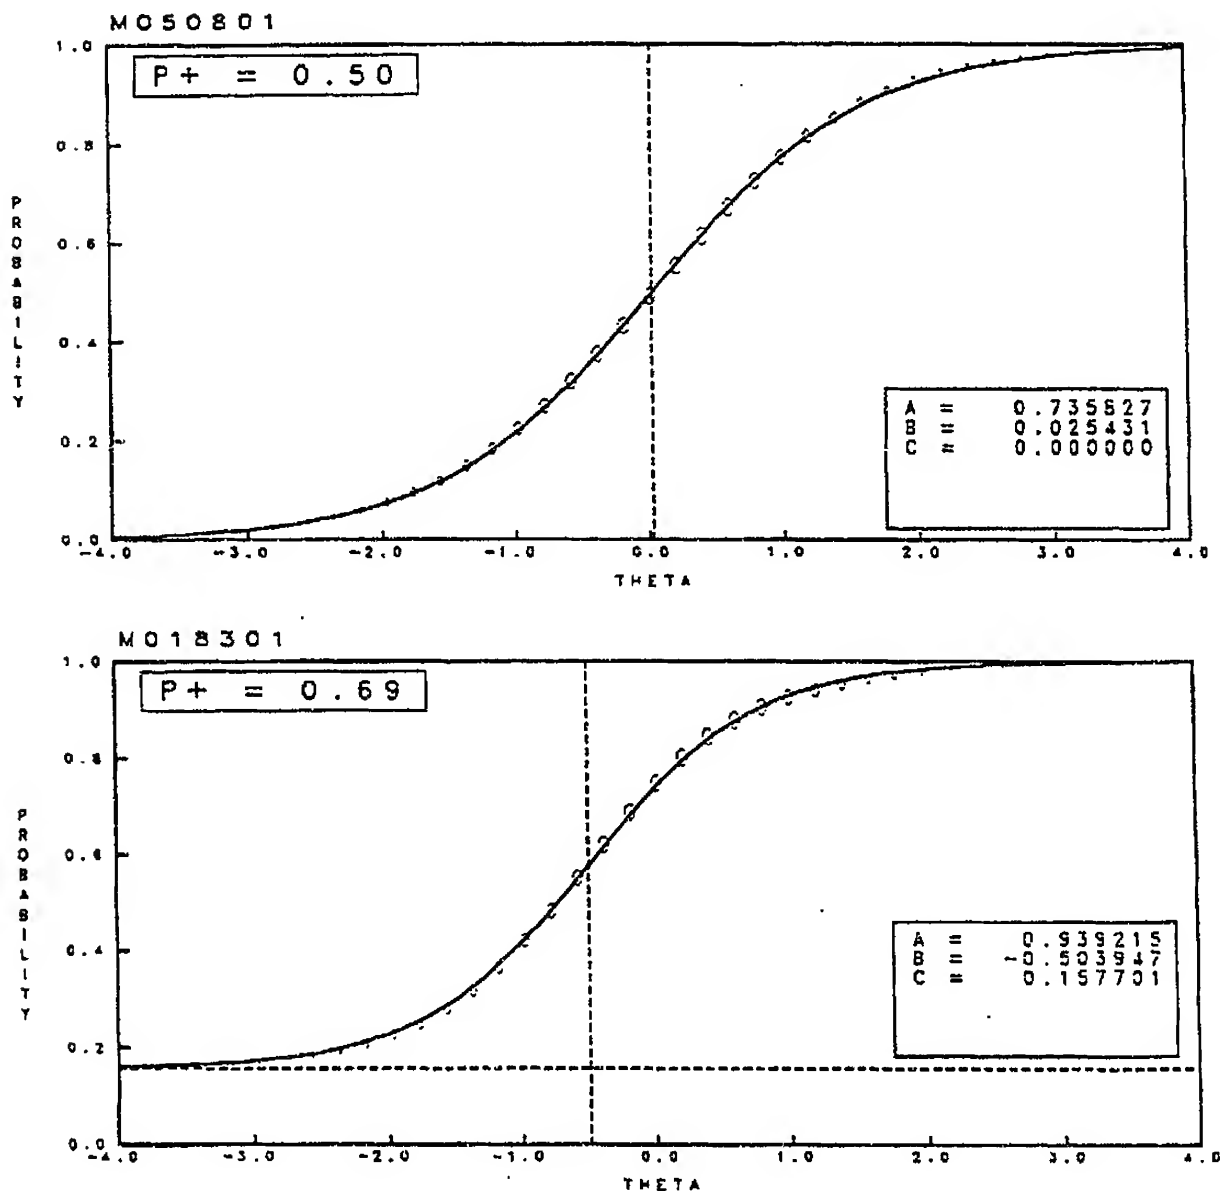 M050801
P+ = 0.50
1.0
0.8
0.6
0.4
0.2
0.0
PROBABILITY
A = 0.735827
B = 0.025431
C = 0.000000
-4.0 -3.0 -2.0 -1.0 0.0 1.0 2.0 3.0 4.0
THETA
M018301
P+ = 0.69
1.0
0.8
0.6
0.4
0.2
0.0
PROBABILITY
A = 0.939215
B = -0.503947
C = 0.157701
-4.0 -3.0 -2.0 -1.0 0.0 1.0 2.0 3.0 4.0
THETA